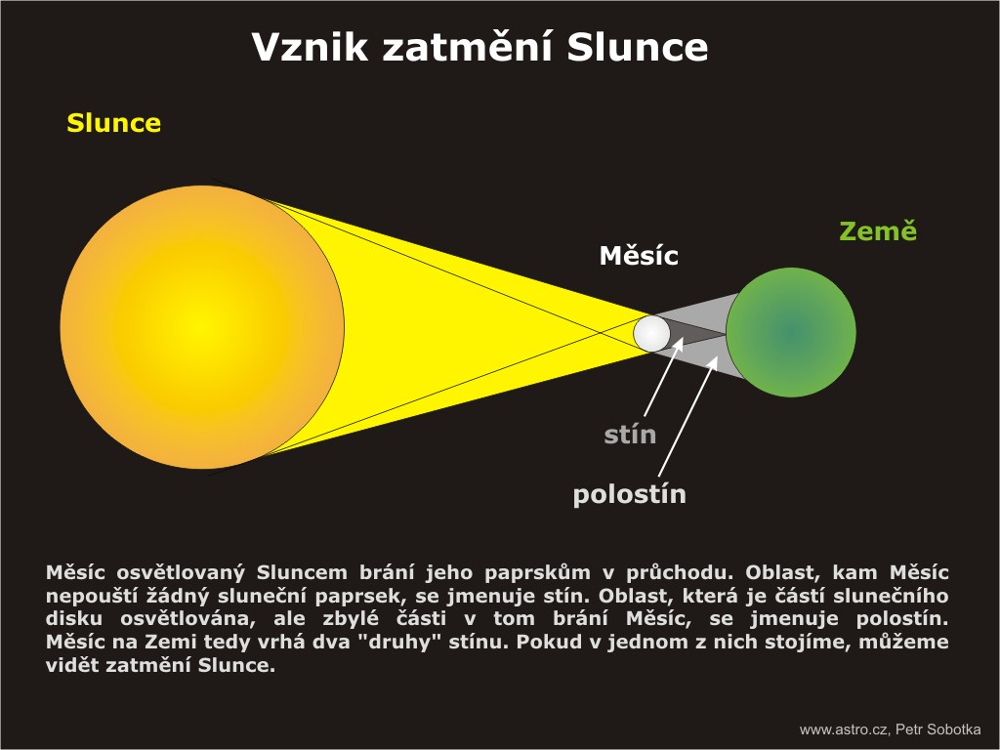 Vznik zatmění Slunce
Slunce
Země
Měsíc
stín
polostín
Měsíc osvětlovaný Sluncem brání jeho paprskům v průchodu. Oblast, kam Měsíc
nepouští žádný sluneční paprsek, se jmenuje stín. Oblast, která je částí slunečního
disku osvětlována, ale zbylé části v tom brání Měsíc, se jmenuje polostín.
Měsíc na Zemi tedy vrhá dva "druhy" stínu. Pokud v jednom z nich stojíme, můžeme
vidět zatmění Slunce.
www.astro.cz, Petr Sobotka